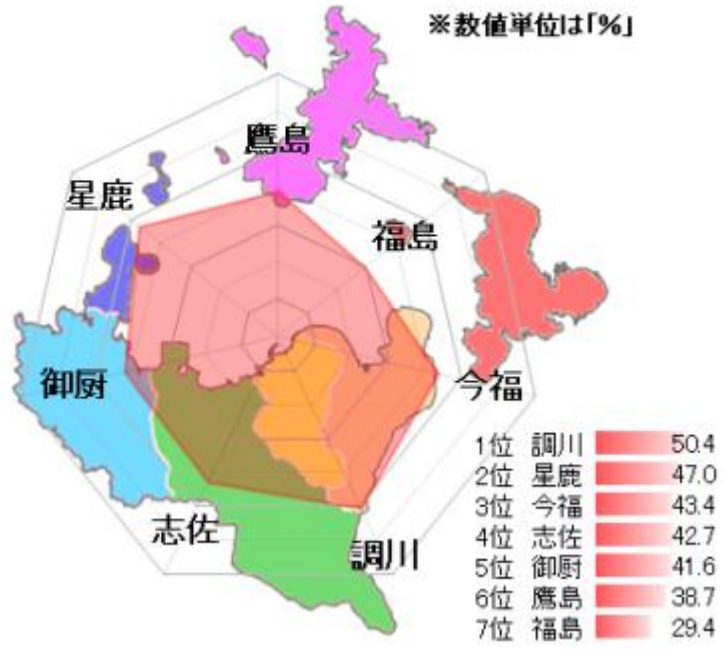 ※数値単位は「%」
鷹島
星鹿
福島
御厨
今福
志佐
調川
1位 調川 50.4
2位 星鹿 47.0
3位 今福 43.4
4位 志佐 42.7
5位 御厨 41.6
6位 鷹島 38.7
7位 福島 29.4